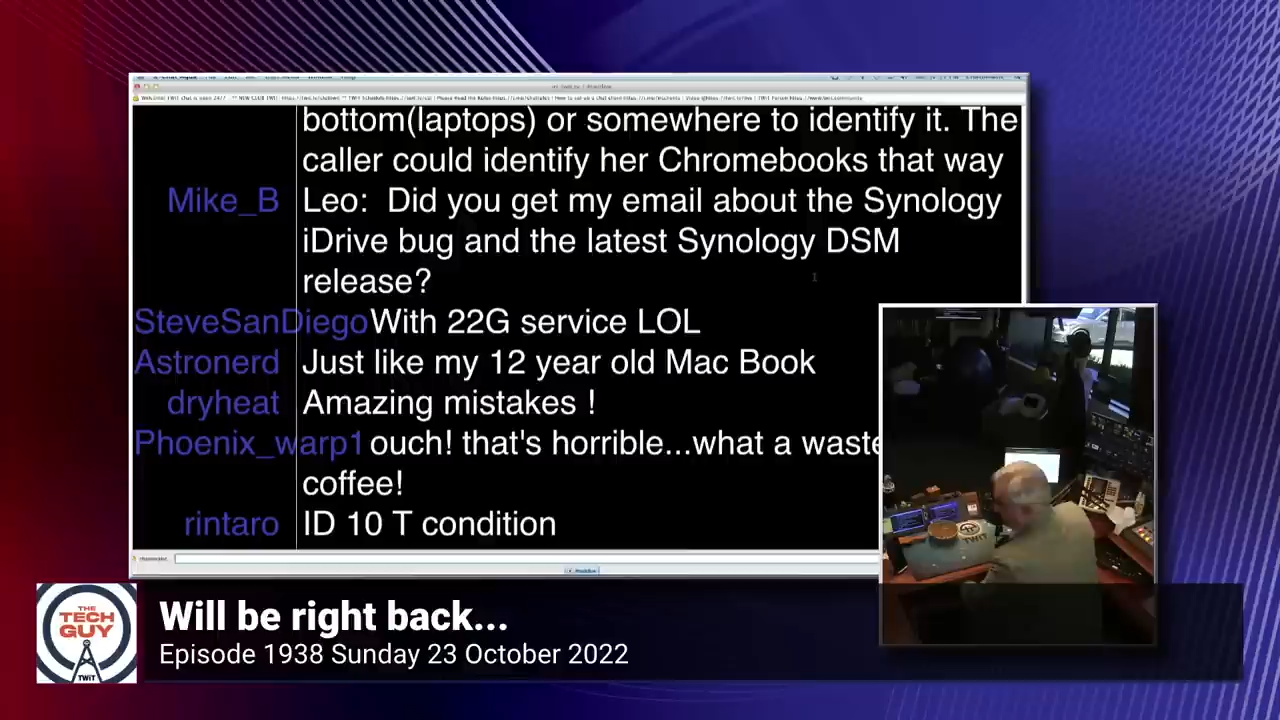 bottom(laptops) or somewhere to identify it. The
caller could identify her Chromebooks that way
Mike_B Leo: Did you get my email about the Synology
iDrive bug and the latest Synology DSM
release?
SteveSanDiego With 22G service LOL
Astronerd Just like my 12 year old Mac Book
dryheat Amazing mistakes !
Phoenix_warp1 ouch! that's horrible...what a waste
coffee!
rintaro ID 10 T condition
TWiT
THE
TECH
GUY
TWiT
Will be right back...
Episode 1938 Sunday 23 October 2022